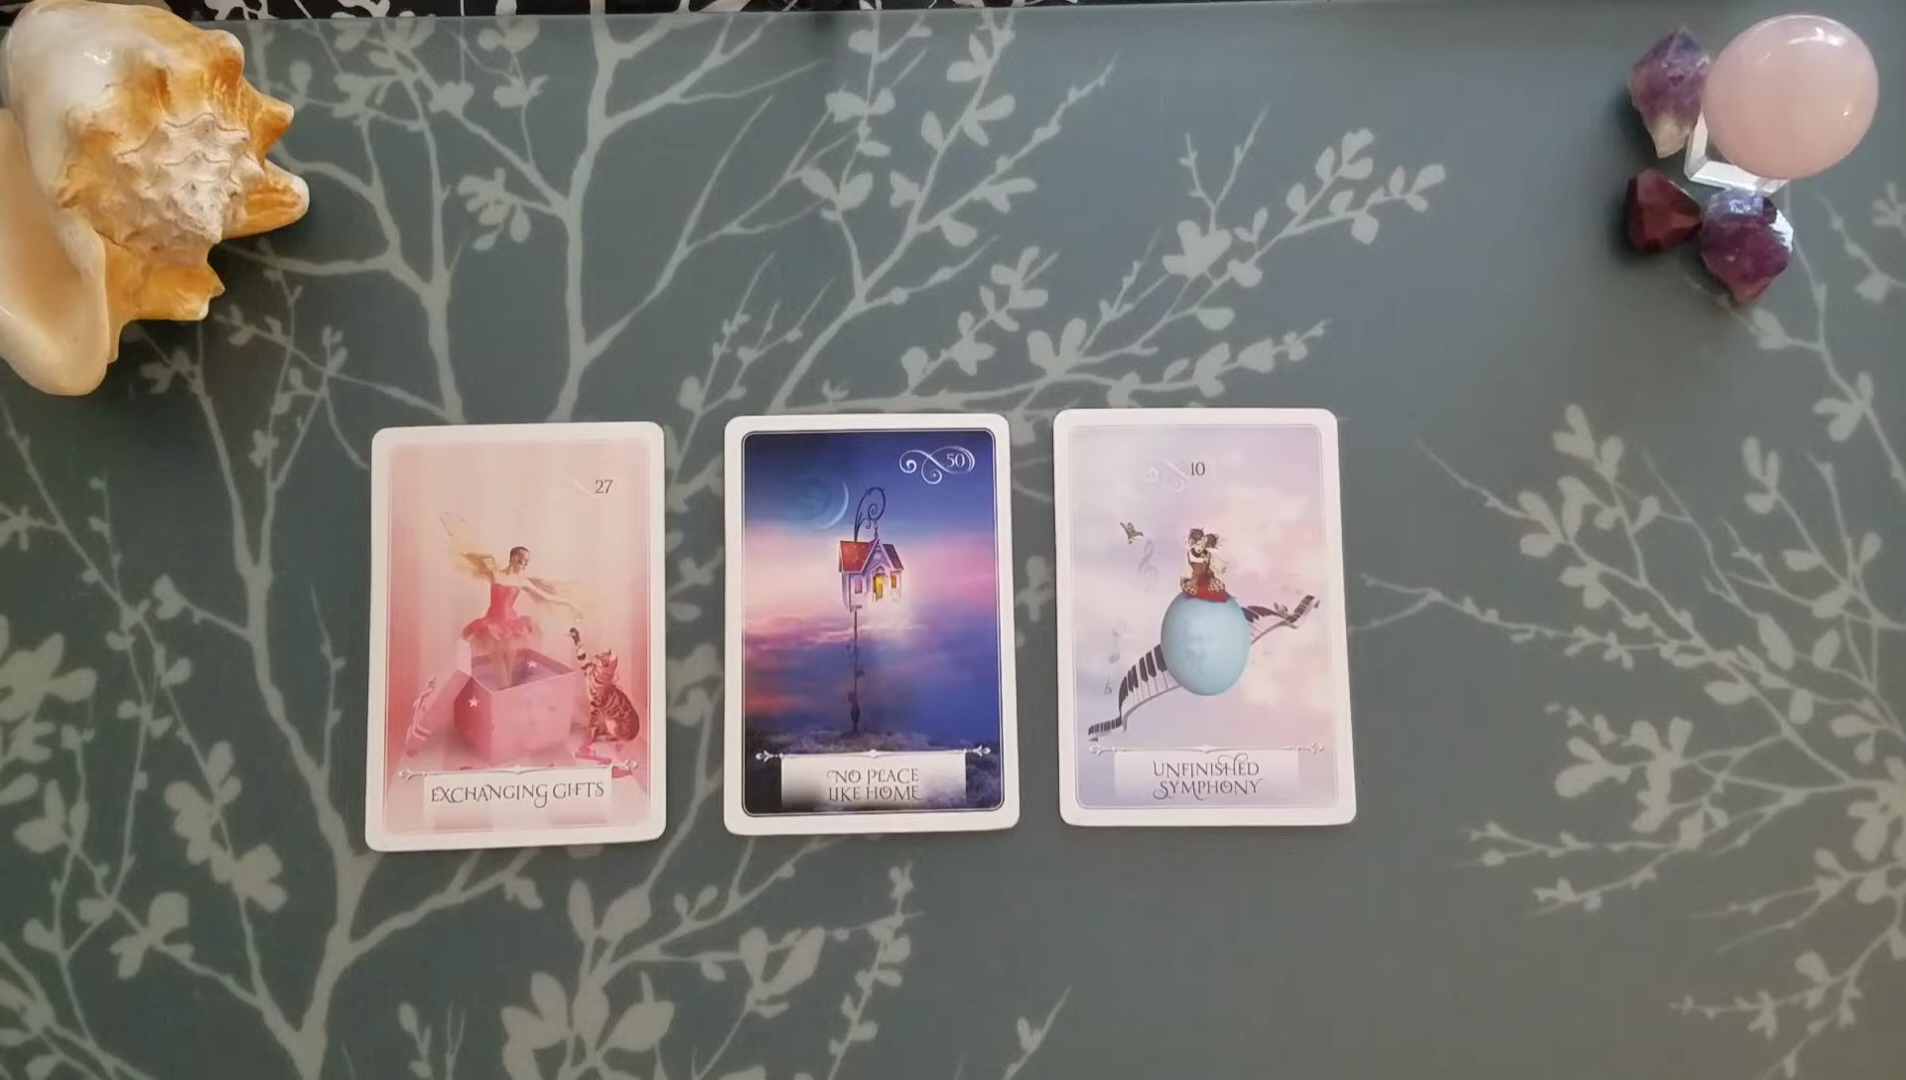 27
EXCHANGING GIFTS
50
NO PLACE
LIKE HOME
10
UNFINISHED
SYMPHONY